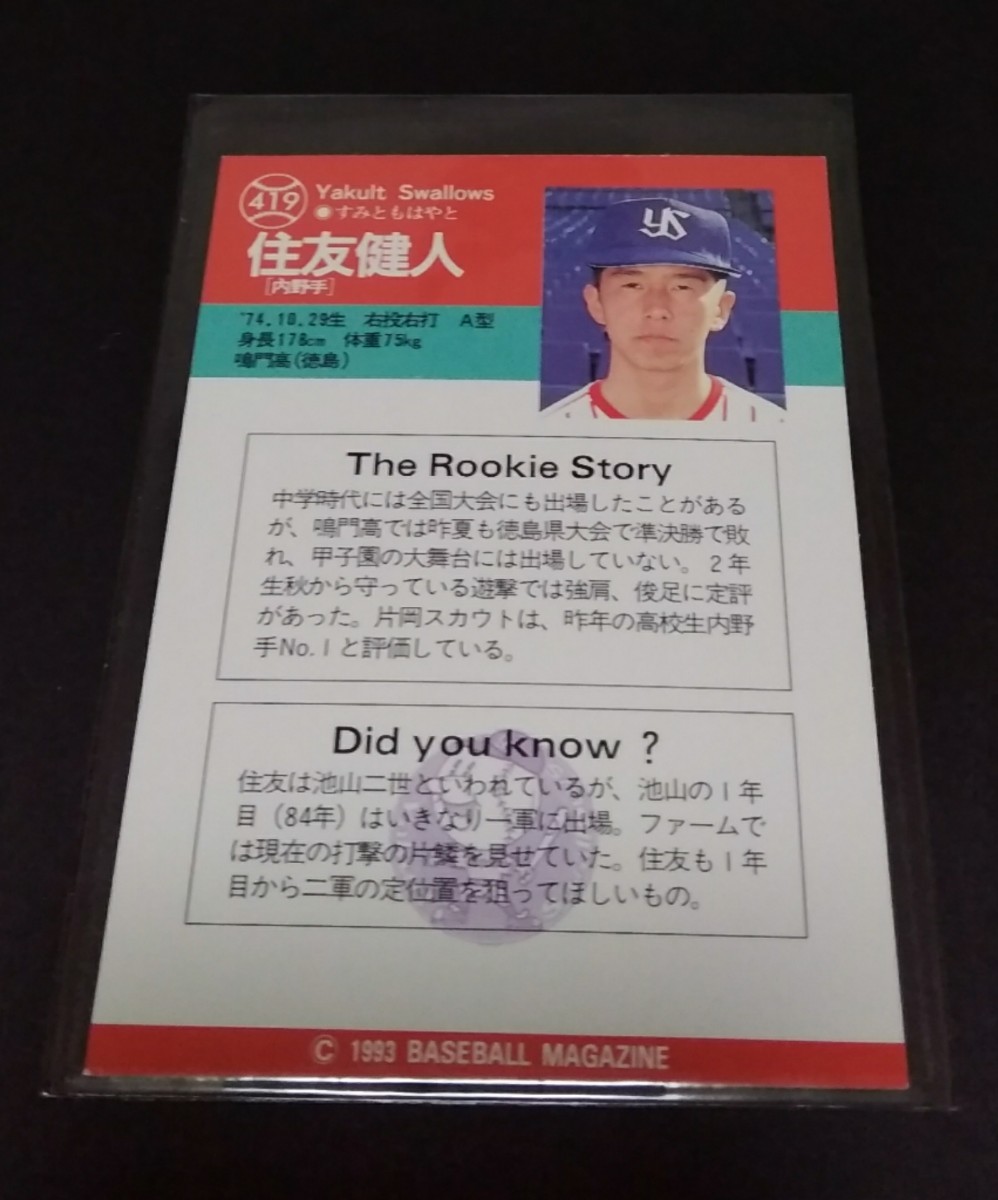 419
Yakult Swallows
●すみともはやと
住友健人
[内野手]
YS
'74.10.29生 右投右打 A型
身長178cm 体重75kg
鳴門高(徳島)
The Rookie Story
中学時代には全国大会にも出場したことがある
が、鳴門高では昨夏も徳島県大会で準決勝で敗
れ、甲子園の大舞台には出場していない。2年
生秋から守っている遊撃では強肩、俊足に定評
があった。片岡スカウトは、昨年の高校生内野
手No.1と評価している。
Did you know ?
住友は池山二世といわれているが、池山の1年
目(84年)はいきなり一軍に出場。ファームで
は現在の打撃の片鱗を見せていた。住友も1年
目から二軍の定位置を狙ってほしいもの。
© 1993 BASEBALL MAGAZINE